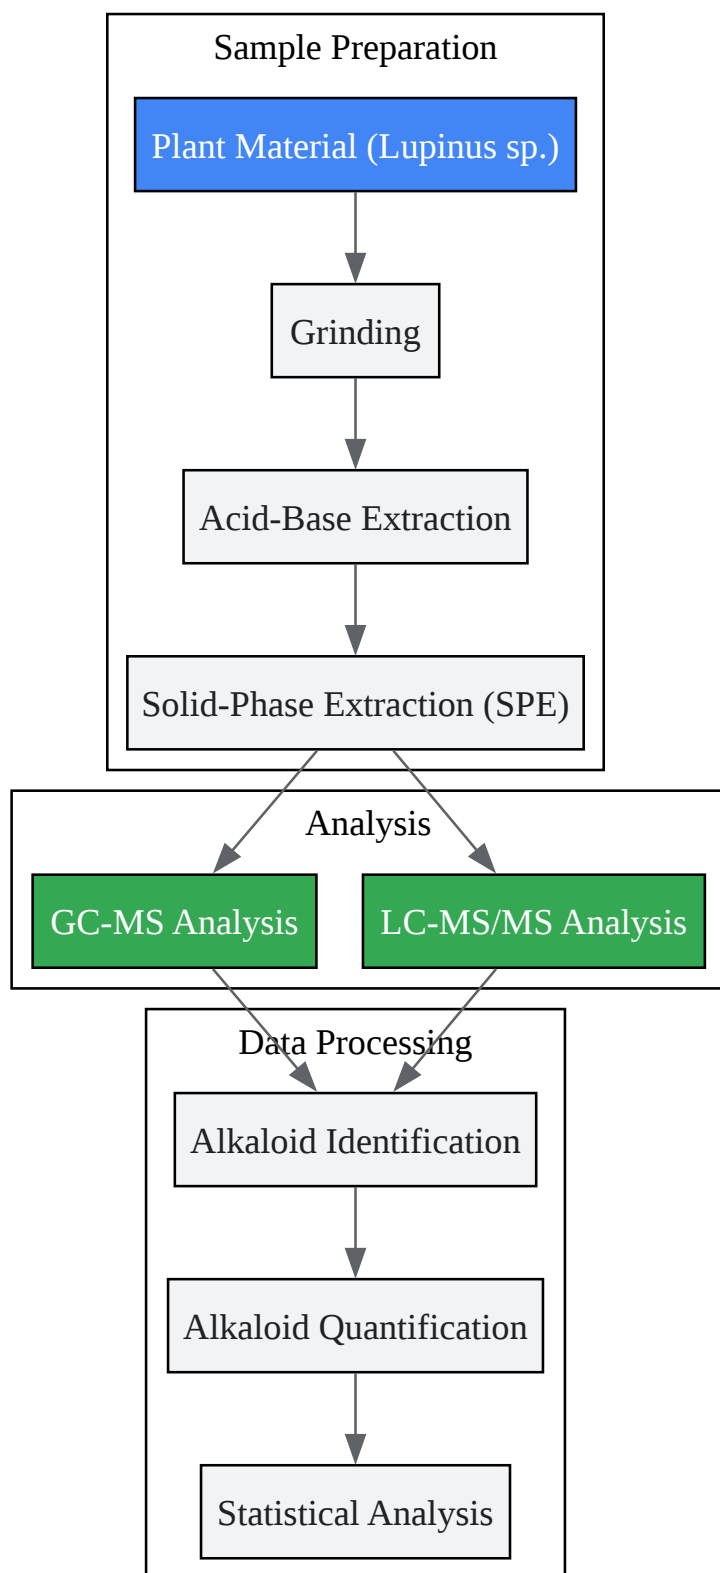 Sample Preparation
Plant Material (Lupinus sp.)
Grinding
Acid-Base Extraction
Solid-Phase Extraction (SPE)
Analysis
GC-MS Analysis
LC-MS/MS Analysis
Data Processing
Alkaloid Identification
Alkaloid Quantification
Statistical Analysis